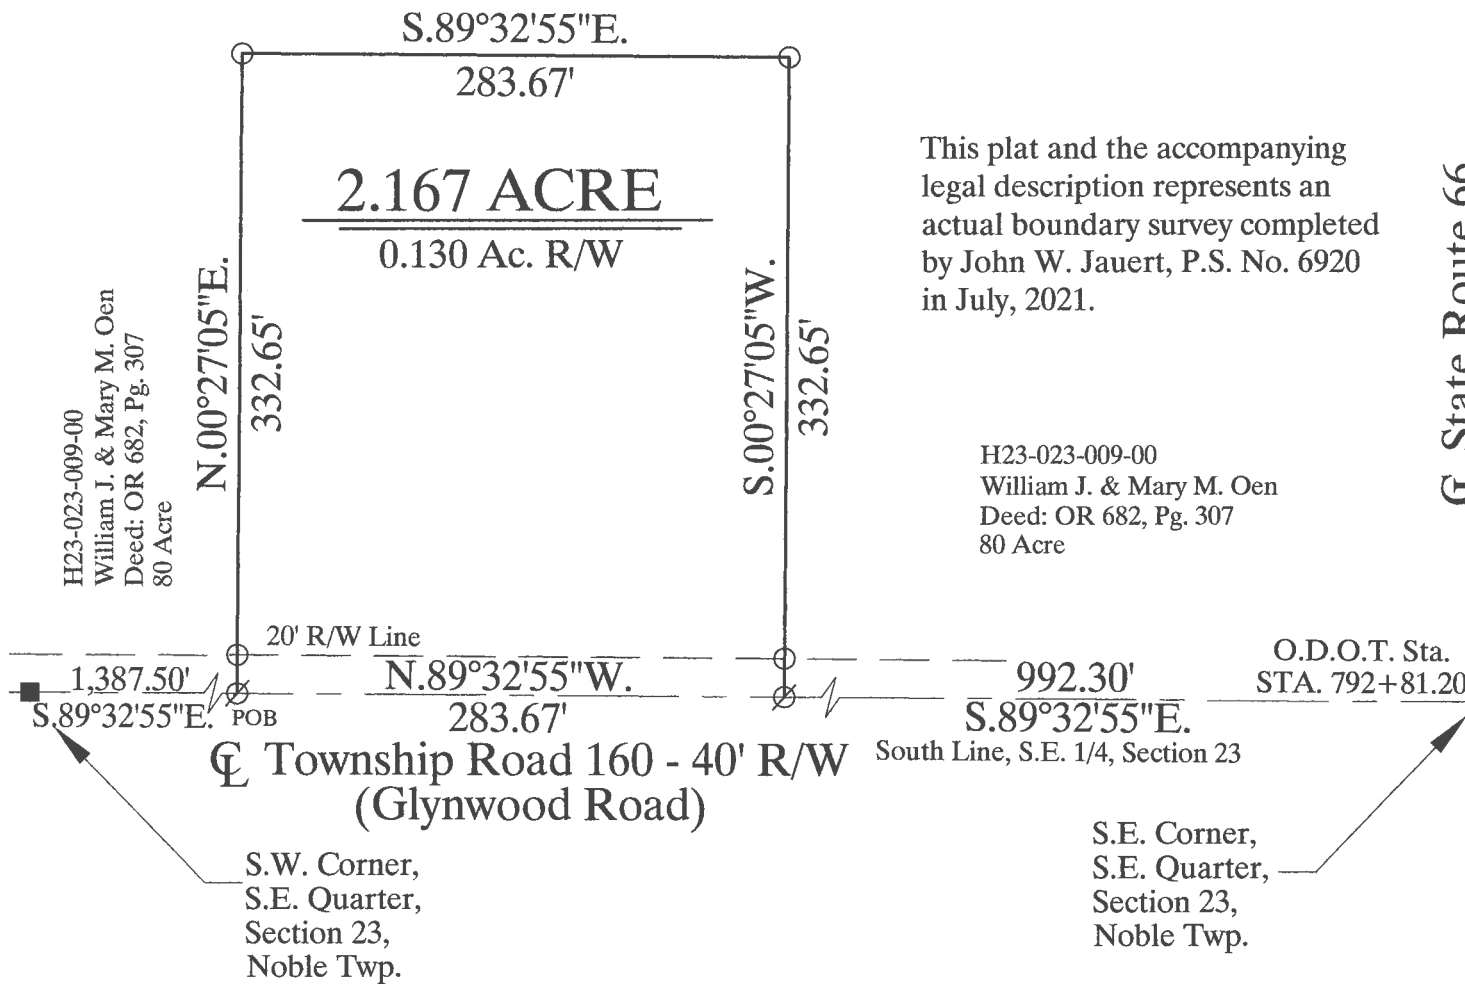 S.89°32'55"E.
283.67'
2.167 ACRE
0.130 Ac. R/W
This plat and the accompanying
legal description represents an
actual boundary survey completed
by John W. Jauert, P.S. No. 6920
in July, 2021.
N.00°27'05"E.
332.65'
S.00°27'05"W.
332.65'
H23-023-009-00
William J. & Mary M. Oen
Deed: OR 682, Pg. 307
80 Acre
H23-023-009-00
William J. & Mary M. Oen
Deed: OR 682, Pg. 307
80 Acre
State Route 66
20' R/W Line
1,387.50'
S.89°32'55"E.
POB
N.89°32'55"W.
283.67'
992.30'
S.89°32'55"E.
South Line, S.E. 1/4, Section 23
O.D.O.T. Sta.
STA. 792+81.20
℄ Township Road 160 - 40' R/W
(Glynwood Road)
S.W. Corner,
S.E. Quarter,
Section 23,
Noble Twp.
S.E. Corner,
S.E. Quarter,
Section 23,
Noble Twp.